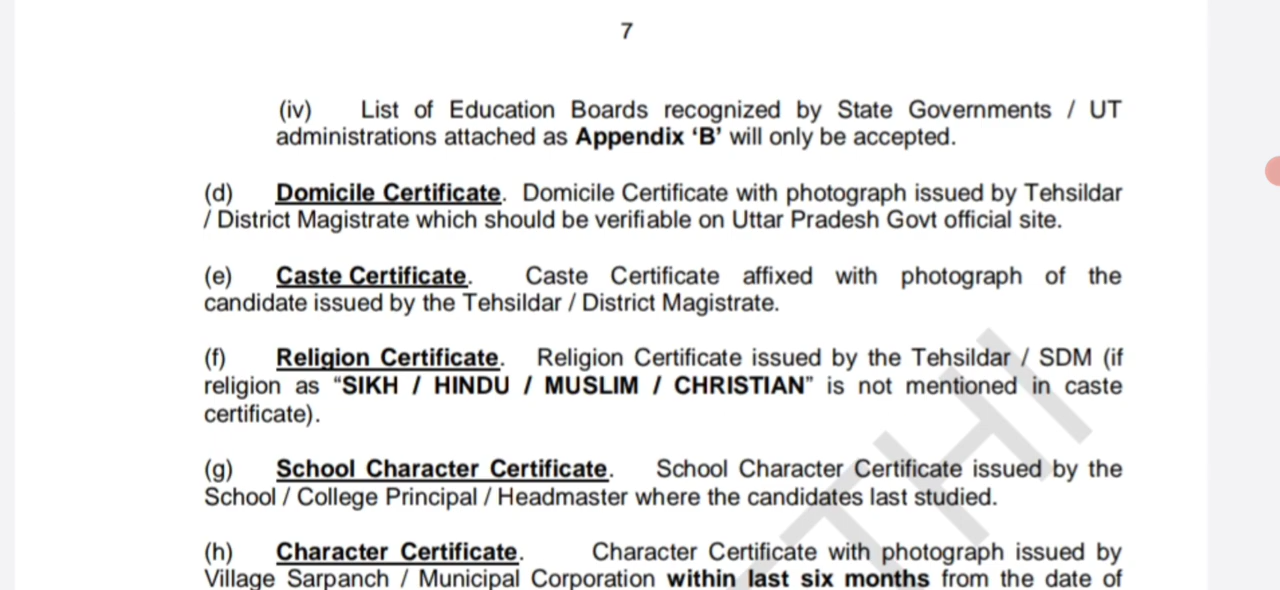 7
(iv) List of Education Boards recognized by State Governments / UT
administrations attached as Appendix ‘B’ will only be accepted.
(d) Domicile Certificate. Domicile Certificate with photograph issued by Tehsildar
/ District Magistrate which should be verifiable on Uttar Pradesh Govt official site.
(e) Caste Certificate. Caste Certificate affixed with photograph of the
candidate issued by the Tehsildar / District Magistrate.
(f) Religion Certificate. Religion Certificate issued by the Tehsildar / SDM (if
religion as “SIKH / HINDU / MUSLIM / CHRISTIAN” is not mentioned in caste
certificate).
(g) School Character Certificate. School Character Certificate issued by the
School / College Principal / Headmaster where the candidates last studied.
(h) Character Certificate. Character Certificate with photograph issued by
Village Sarpanch / Municipal Corporation within last six months from the date of
THI